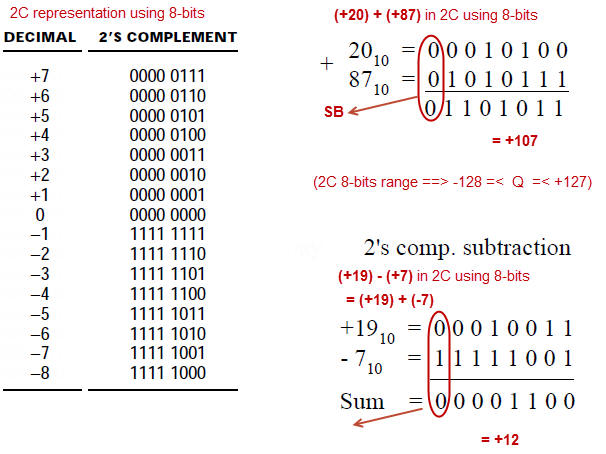 2C representation using 8-bits
DECIMAL 2'S COMPLEMENT
+7 0000 0111
+6 0000 0110
+5 0000 0101
+4 0000 0100
+3 0000 0011
+2 0000 0010
+1 0000 0001
0 0000 0000
−1 1111 1111
−2 1111 1110
−3 1111 1101
−4 1111 1100
−5 1111 1011
−6 1111 1010
−7 1111 1001
−8 1111 1000
(+20) + (+87) in 2C using 8-bits
20₁₀ = 0 0 0 1 0 1 0 0
+
87₁₀ = 0 1 0 1 0 1 1 1
SB 0 1 1 0 1 0 1 1
= +107
(2C 8-bits range ==> -128 =< Q =< +127)
2's comp. subtraction
(+19) - (+7) in 2C using 8-bits
= (+19) + (-7)
+19₁₀ = 0 0 0 1 0 0 1 1
- 7₁₀ = 1 1 1 1 1 0 0 1
Sum = 0 0 0 0 1 1 0 0
= +12